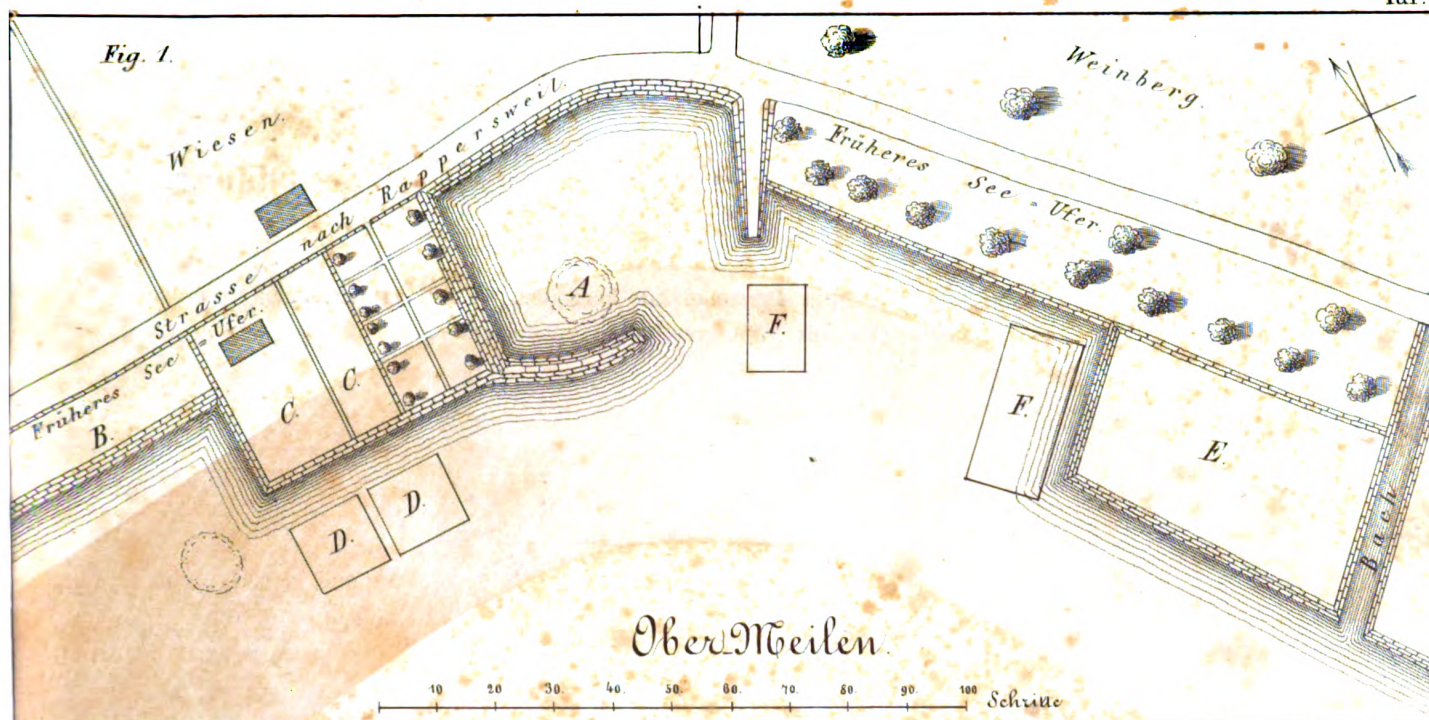 Taf.
Fig. 1.
Wiesen.
Weinberg.
Strasse nach Rappersweil.
Früheres See-Ufer.
Früheres See-Ufer.
A
B.
C.
C.
D.
D.
E.
F.
F.
Bach
Ober-Meilen.
10 20 30. 40. 50. 60. 70. 80. 90. 100 Schritte